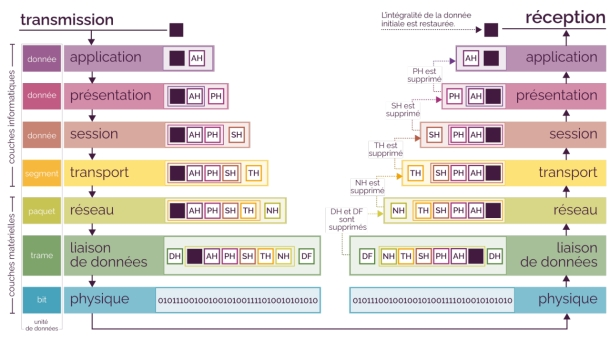 transmission
L'intégralité de la donnée
initiale est restaurée.
réception
couches informatiques
couches matérielles
donnée
application
AH
donnée
présentation
AH PH
donnée
session
AH PH SH
segment
transport
AH PH SH TH
paquet
réseau
AH PH SH TH NH
trame
liaison
de données
DH AH PH SH TH NH DF
bit
physique
0101110010010010100111101001010101010
unité
de données
AH
application
PH est
supprimé
PH AH
présentation
SH est
supprimé
SH PH AH
session
TH est
supprimé
TH SH PH AH
transport
NH est
supprimé
NH TH SH PH AH
réseau
DH et DF
sont
supprimés
DF NH TH SH PH AH DH
liaison
de données
0101110010010010100111101001010101010
physique